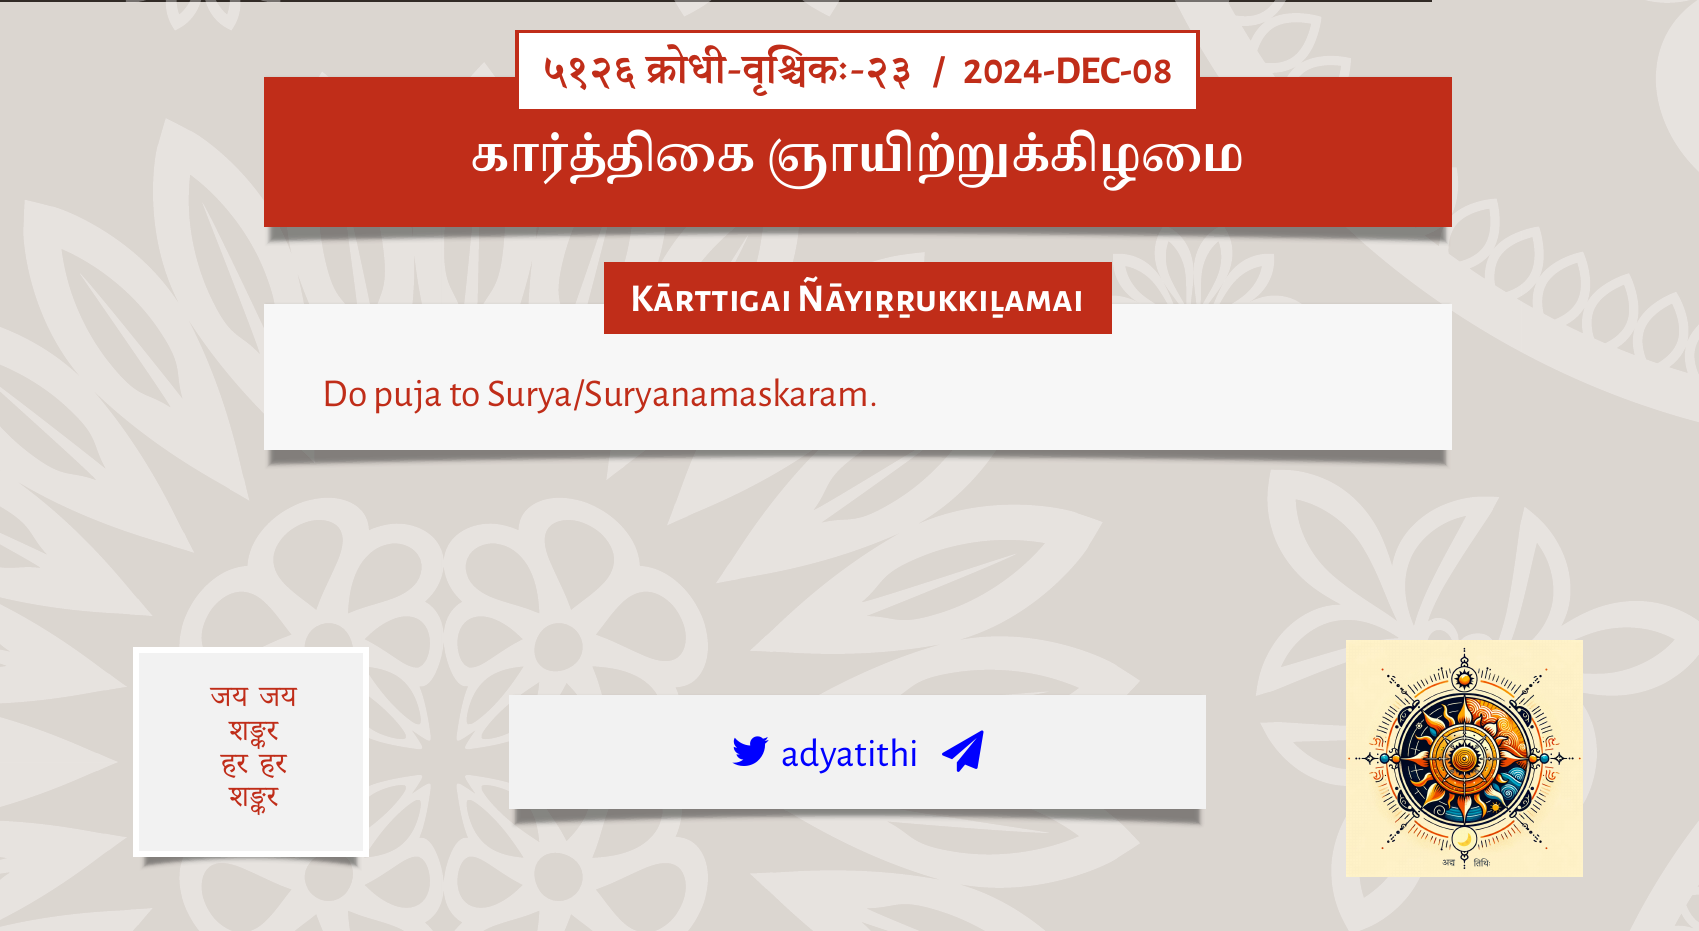 ५१२६ क्रोधी-वृश्चिकः-२३ / 2024-DEC-08
கார்த்திகை ஞாயிற்றுக்கிழமை
KĀRTTIGAI ÑĀYIṞṞUKKIḺAMAI
Do puja to Surya/Suryanamaskaram.
जय जय
शङ्कर
हर हर
शङ्कर
adyatithi
अद्य तिथिः